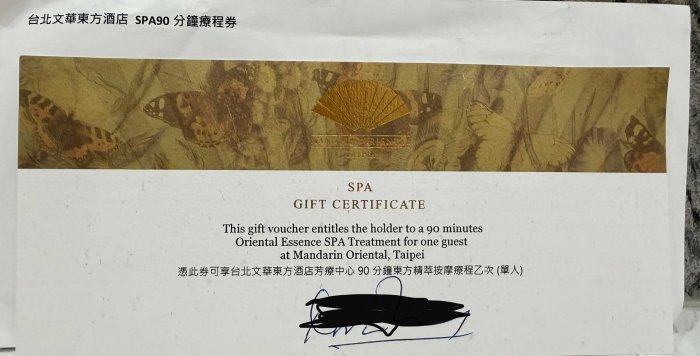 台北文華東方酒店 SPA90 分鐘療程券
SPA
GIFT CERTIFICATE
This gift voucher entitles the holder to a 90 minutes
Oriental Essence SPA Treatment for one guest
at Mandarin Oriental, Taipei
憑此券可享台北文華東方酒店芳療中心 90 分鐘東方精萃按摩療程乙次 (單人)